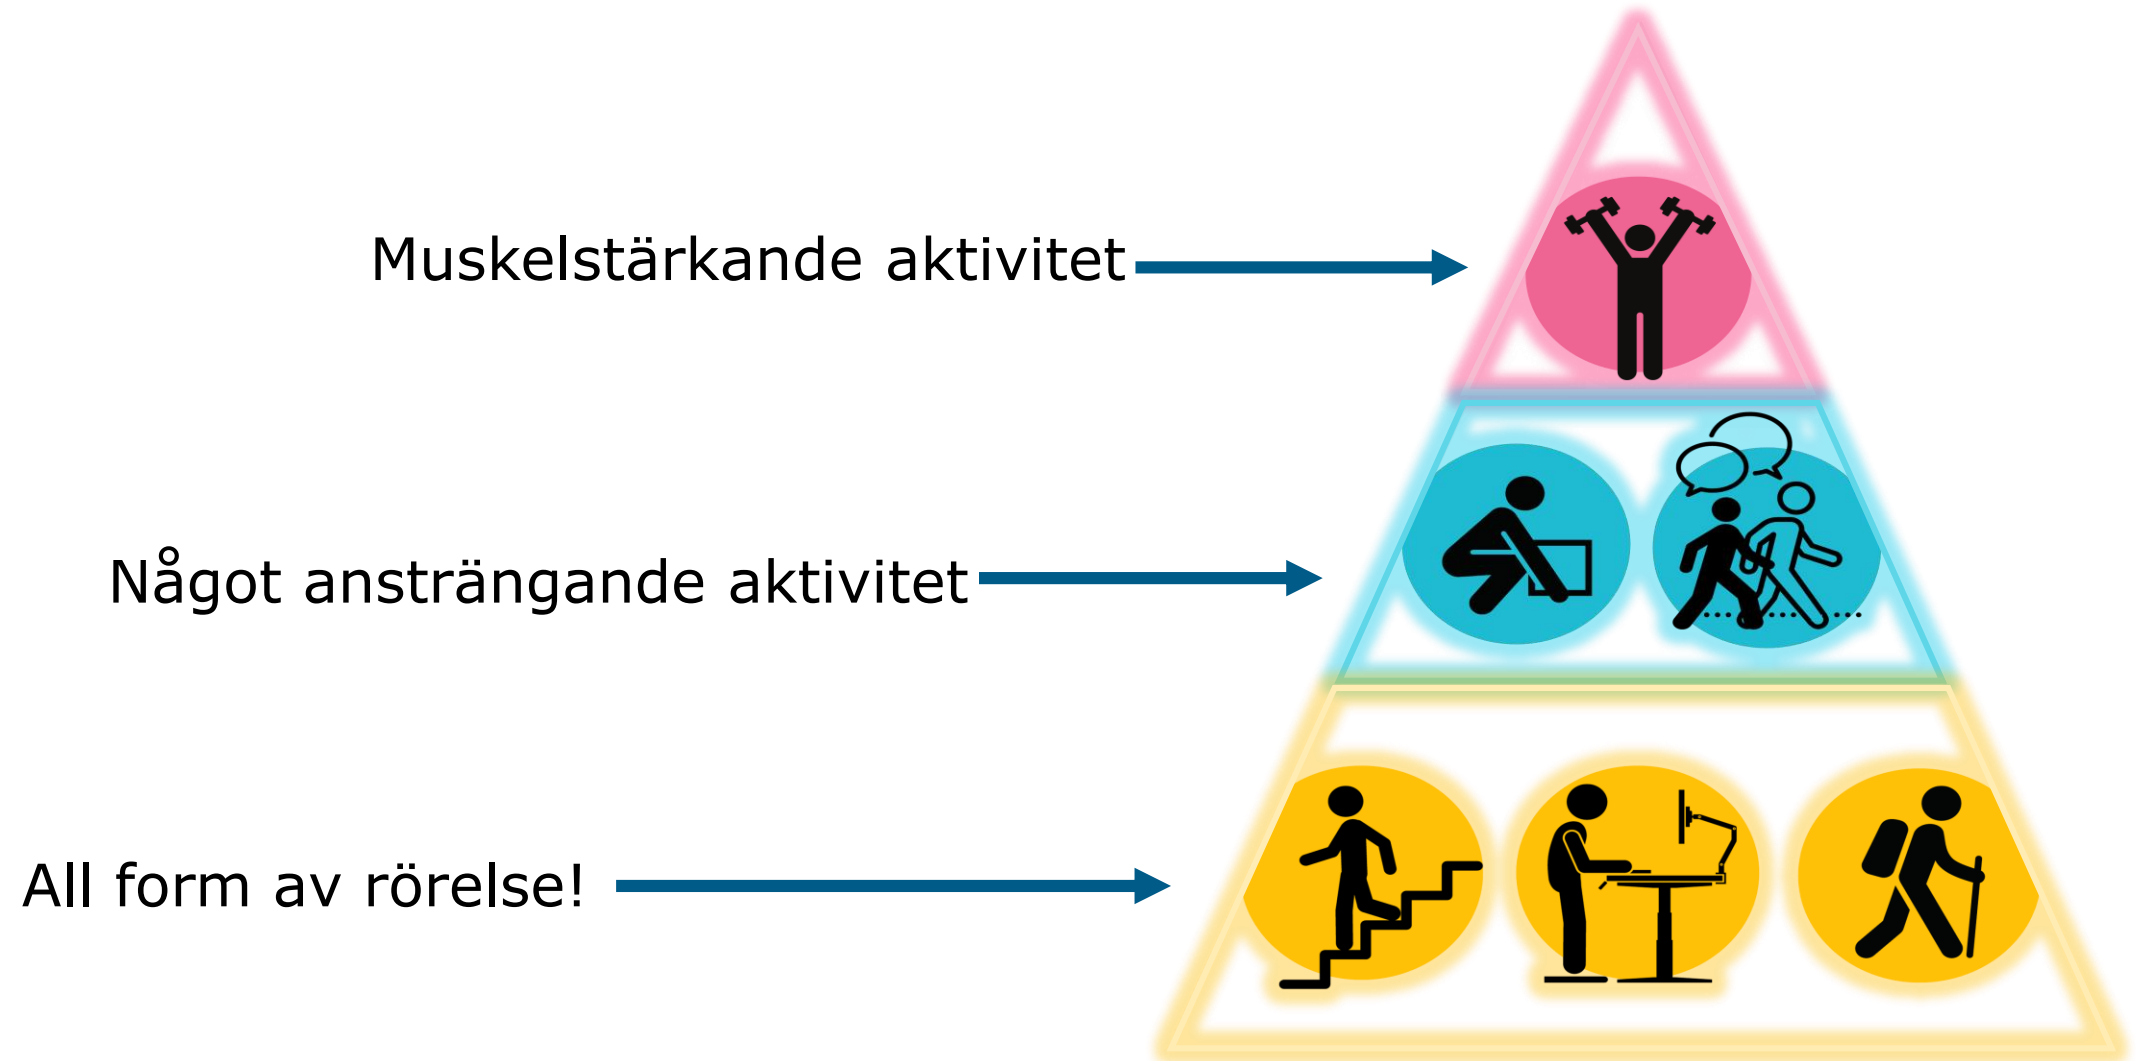 Muskelstärkande aktivitet
Något ansträngande aktivitet
All form av rörelse!